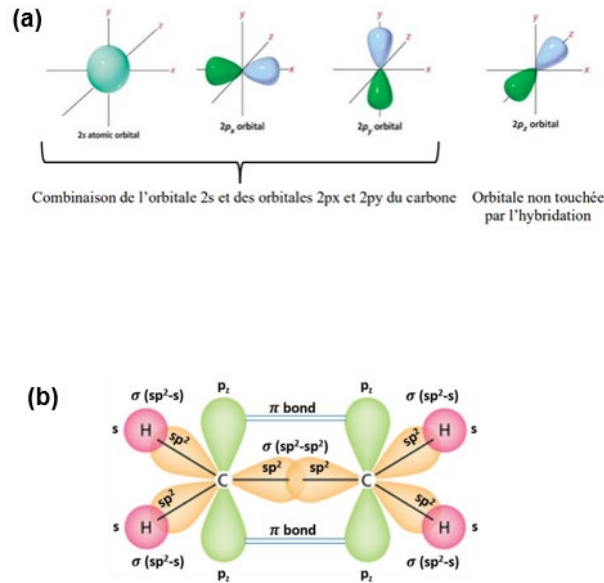 (a)
y
z
x
2s atomic orbital
y
z
x
2px orbital
y
z
x
2py orbital
y
z
x
2pz orbital
Combinaison de l'orbitale 2s et des orbitales 2px et 2py du carbone
Orbitale non touchée
par l'hybridation
(b)
σ (sp²-s)
pz
pz
σ (sp²-s)
π bond
s
H
sp²
σ (sp²-sp²)
sp²
H
s
C
sp²
sp²
C
s
H
sp²
sp²
H
s
π bond
σ (sp²-s)
pz
pz
σ (sp²-s)